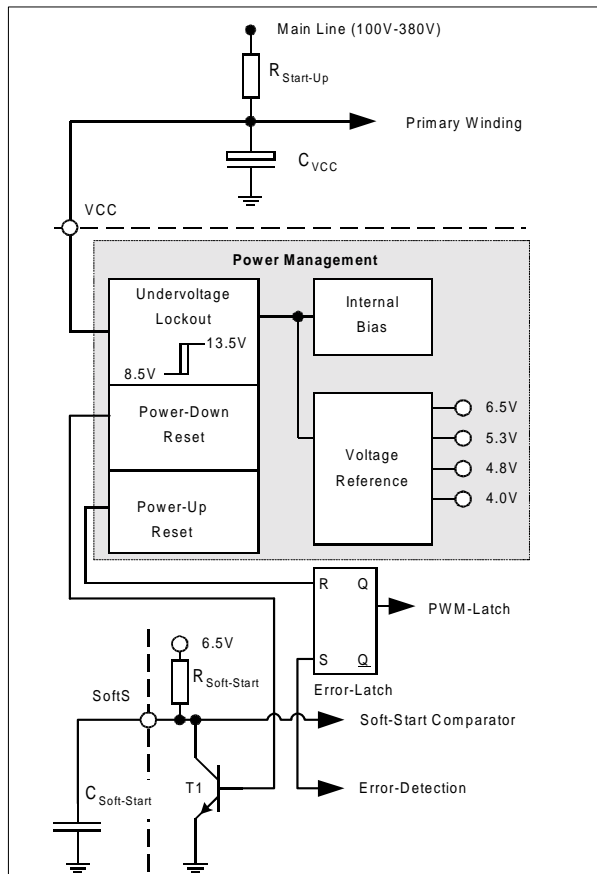 Main Line (100V-380V)
R Start-Up
Primary Winding
C VCC
VCC
Power Management
Undervoltage
Lockout
13.5V
8.5V
Internal
Bias
Power-Down
Reset
Voltage
Reference
6.5V
5.3V
4.8V
4.0V
Power-Up
Reset
R Q
PWM-Latch
S Q
Error-Latch
6.5V
R Soft-Start
SoftS
Soft-Start Comparator
T1
Error-Detection
C Soft-Start